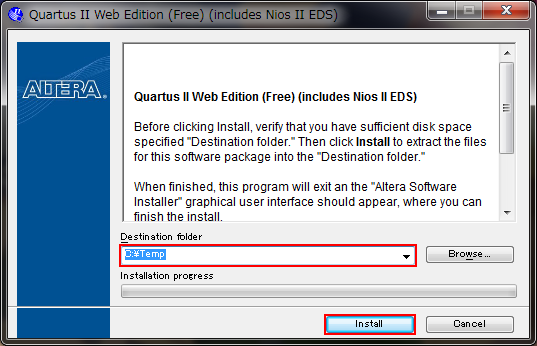 Quartus II Web Edition (Free) (includes Nios II EDS)
ALTERA.
Quartus II Web Edition (Free) (includes Nios II EDS)
Before clicking Install, verify that you have sufficient disk space
specified "Destination folder." Then click Install to extract the files
for this software package into the "Destination folder."
When finished, this program will exit an the "Altera Software
Installer" graphical user interface should appear, where you can
finish the install.
Destination folder
C:¥Temp
Browse...
Installation progress
Install
Cancel